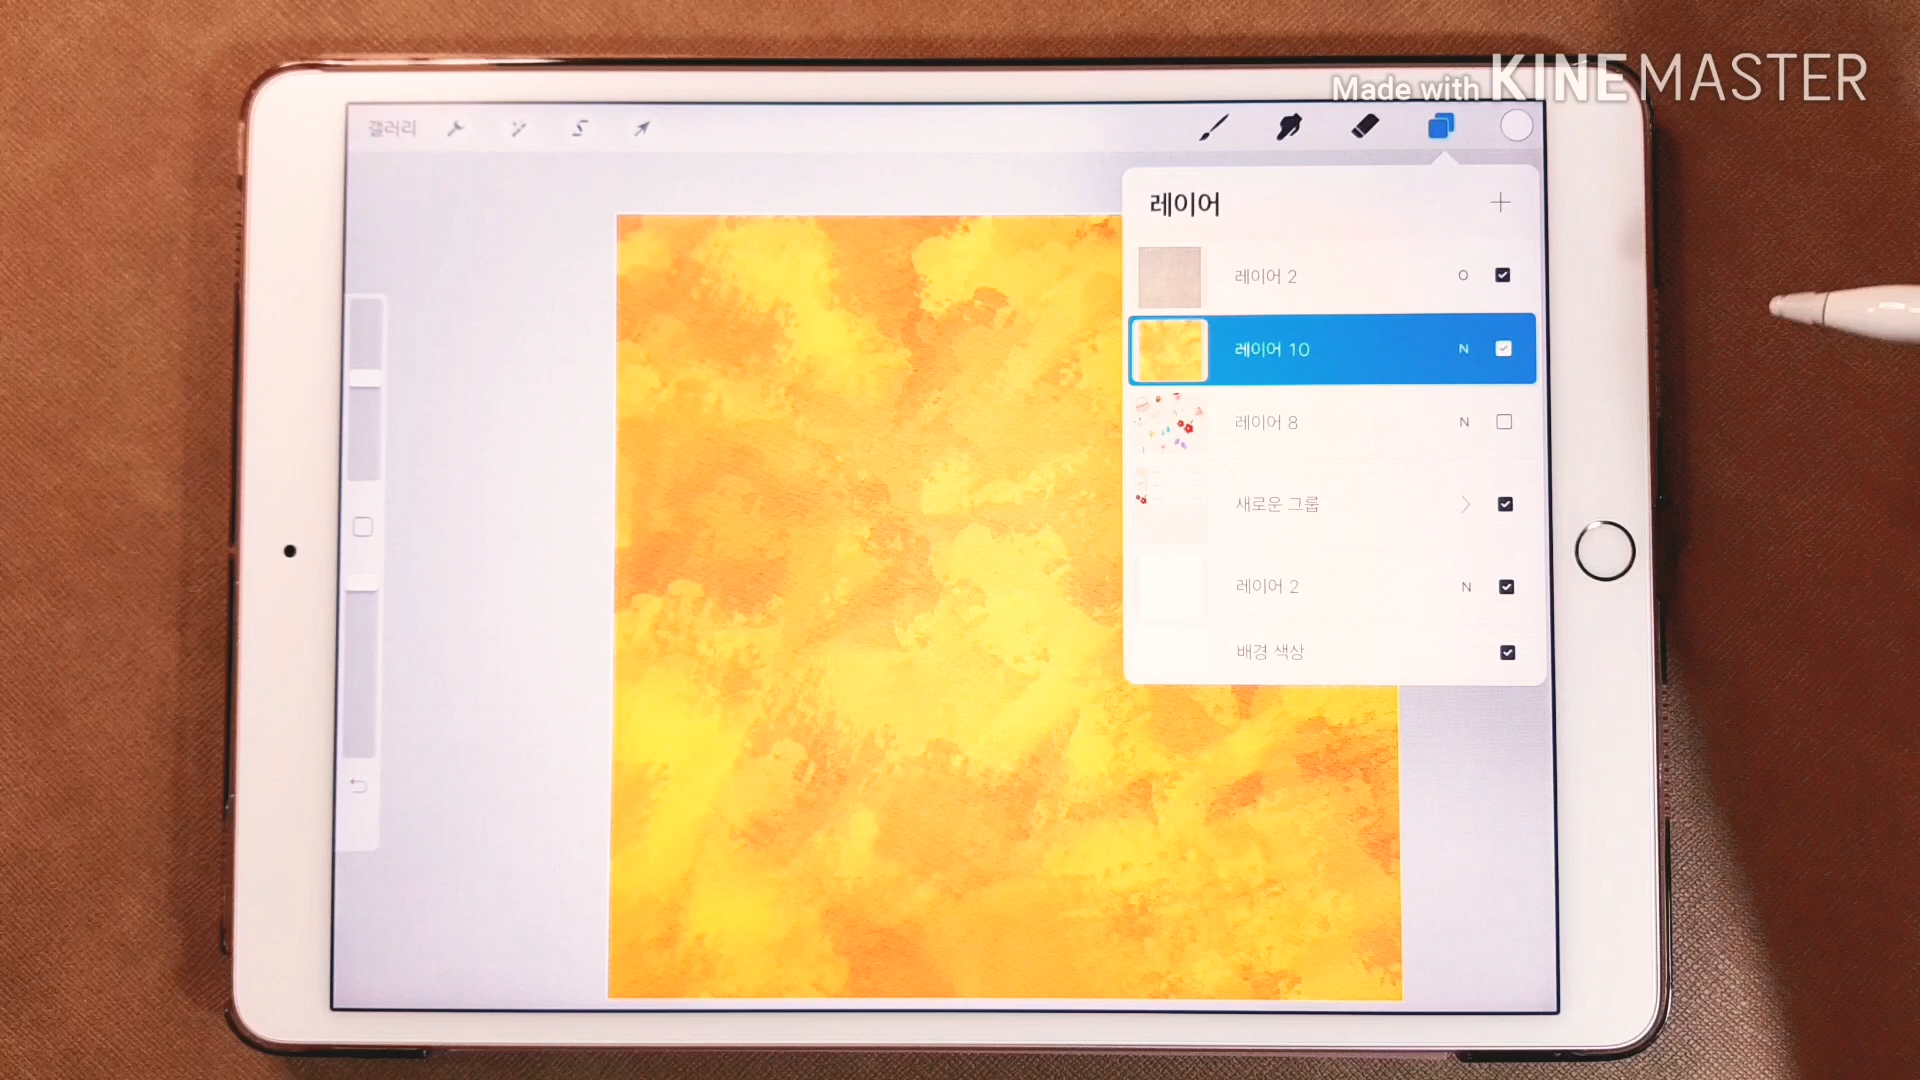 Made with KINEMASTER
갤러리
레이어
레이어 2 O
레이어 10 N
레이어 8 N
새로운 그룹
레이어 2 N
배경 색상